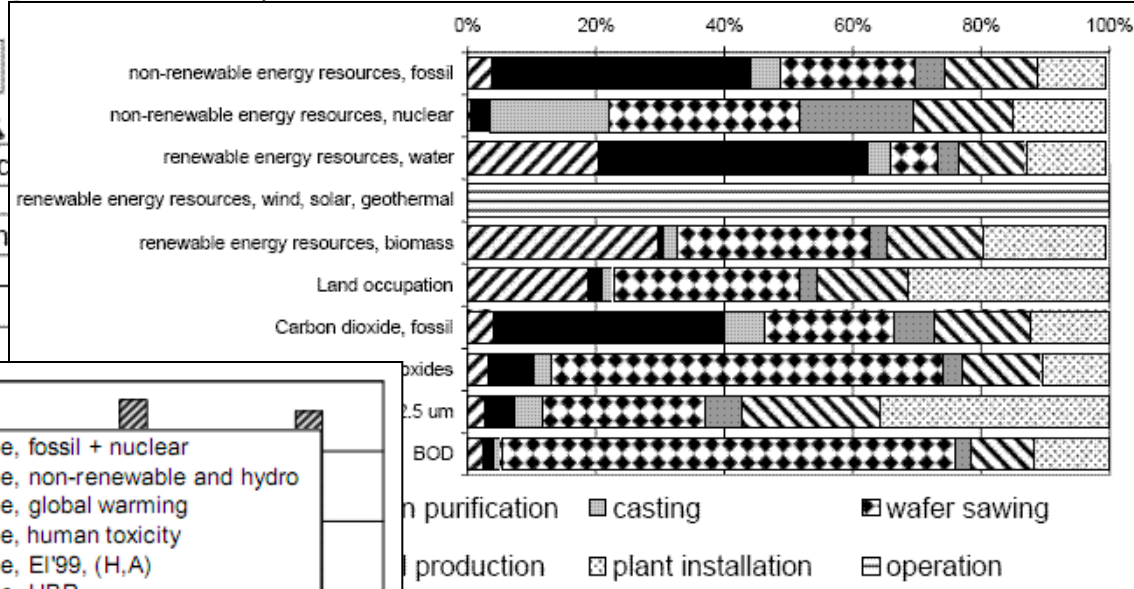 0% 20% 40% 60% 80% 100%
non-renewable energy resources, fossil
non-renewable energy resources, nuclear
renewable energy resources, water
renewable energy resources, wind, solar, geothermal
renewable energy resources, biomass
Land occupation
Carbon dioxide, fossil
oxides
2.5 um
BOD
n purification casting wafer sawing
production plant installation operation
e, fossil + nuclear
e, non-renewable and hydro
e, global warming
e, human toxicity
e, EI'99, (H,A)